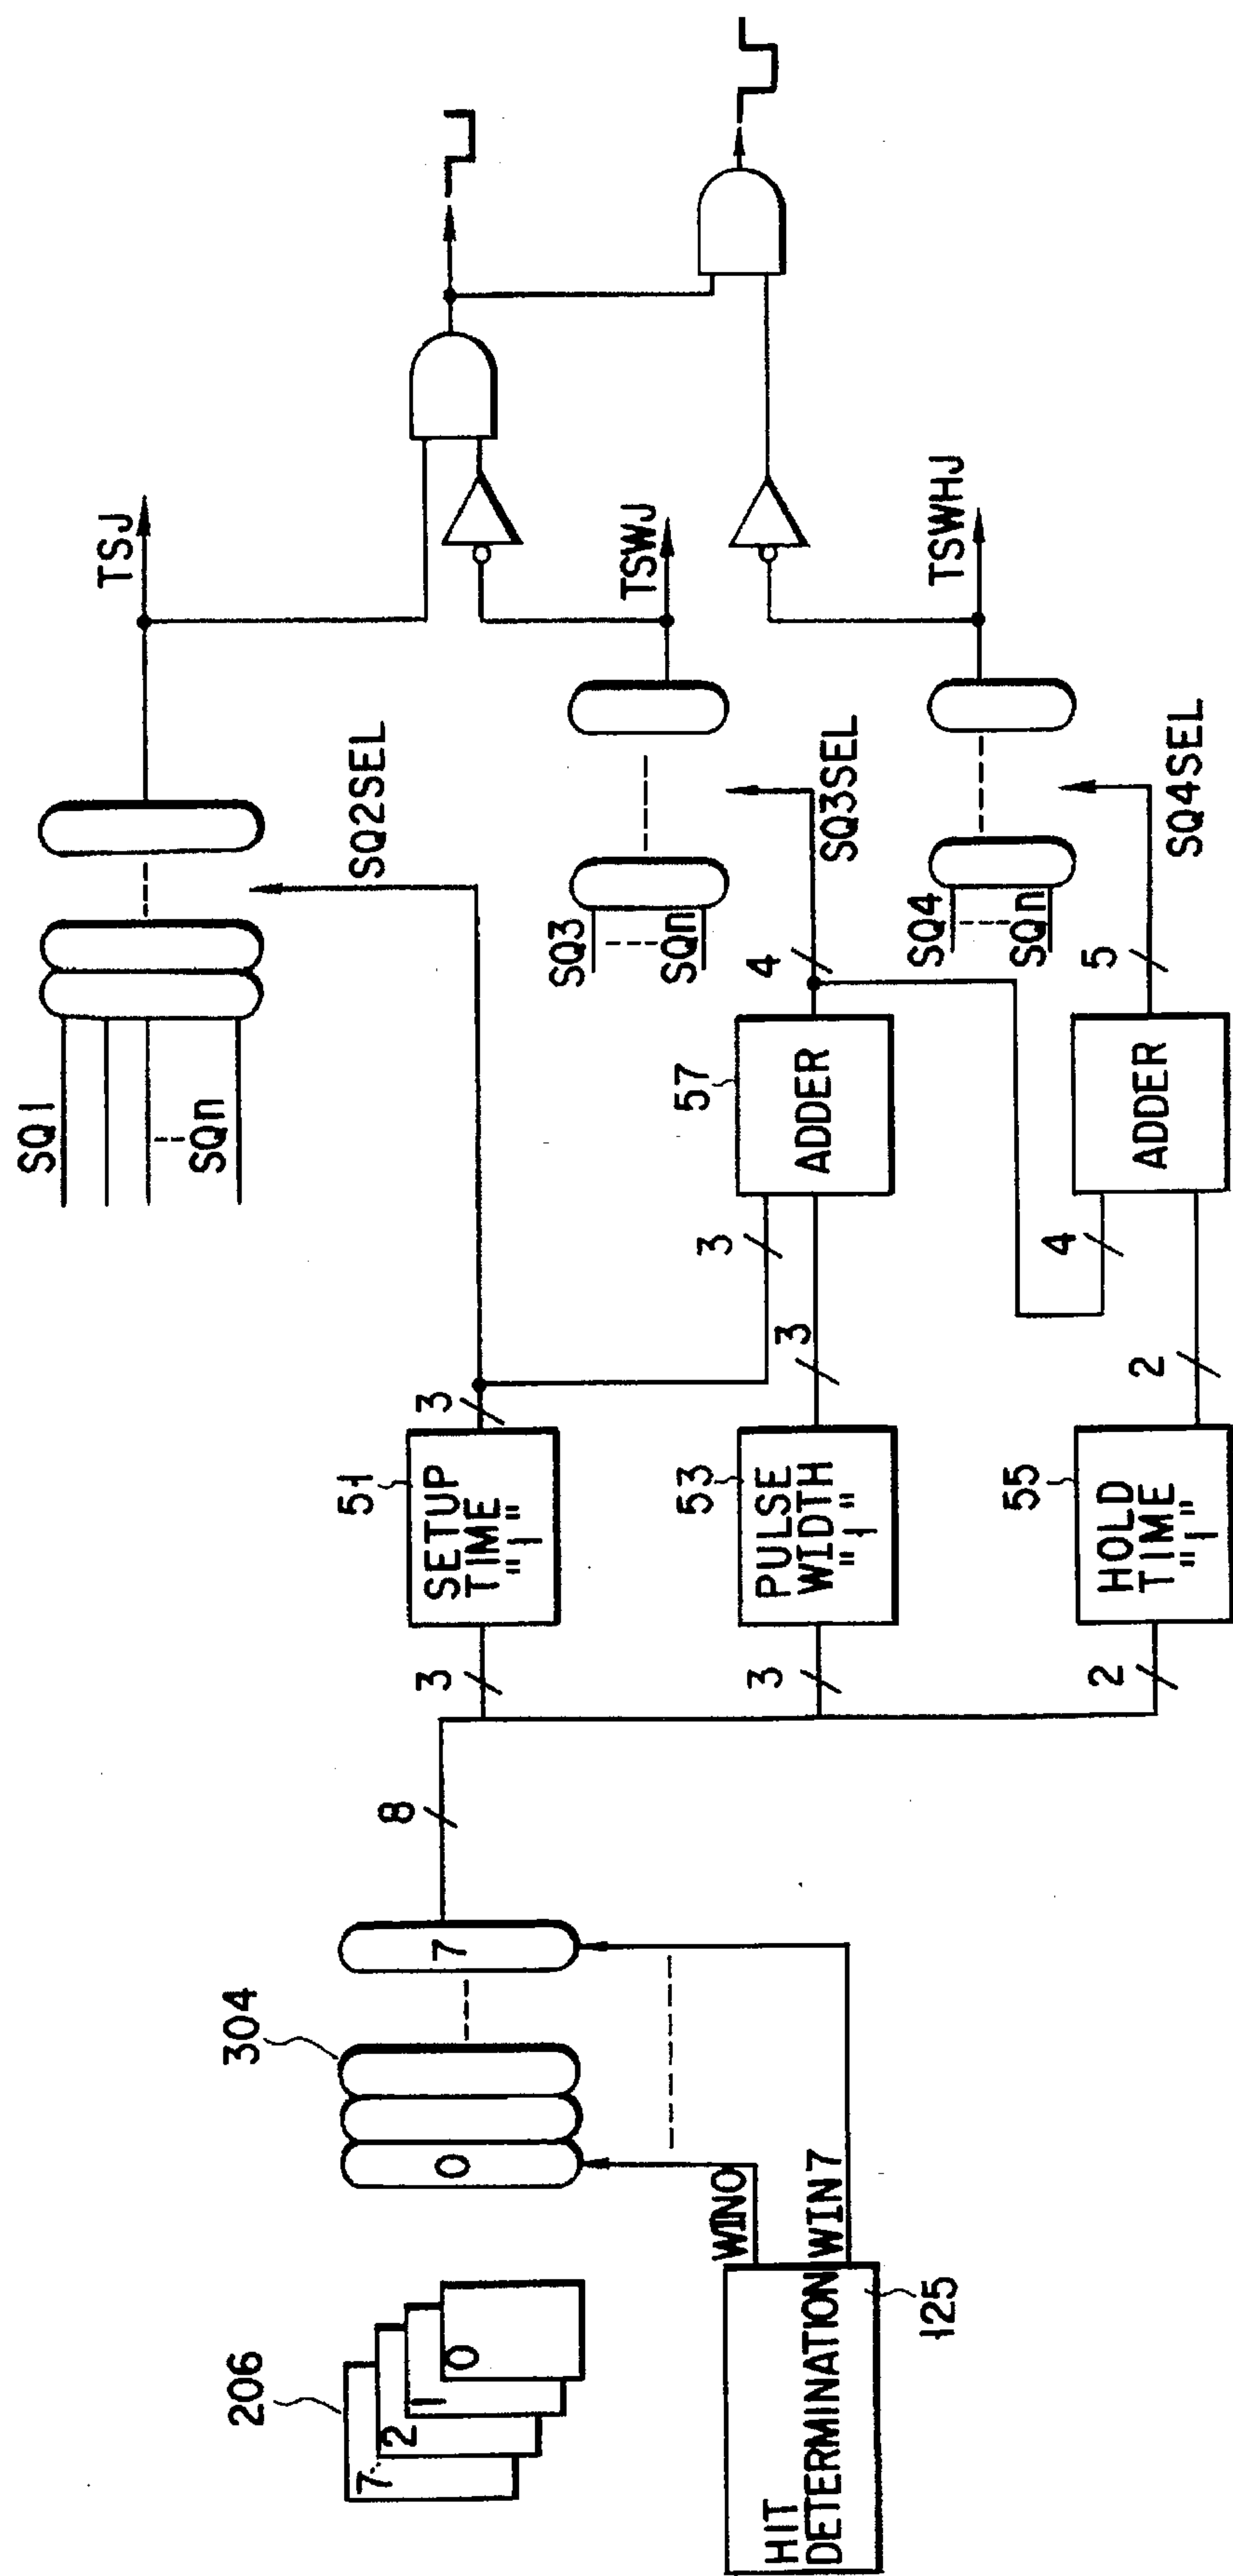 206
7
2
1
0
304
0
7
HIT
DETERMINATION
WIN0
WIN7
125
8
3
3
2
51
SETUP
TIME
"1"
53
PULSE
WIDTH
"1"
55
HOLD
TIME
"1"
3
3
3
2
4
57
ADDER
ADDER
4
5
SQ1
SQn
SQ2SEL
TSJ
SQ3
SQn
SQ3SEL
TSWJ
SQ4
SQn
SQ4SEL
TSWHJ